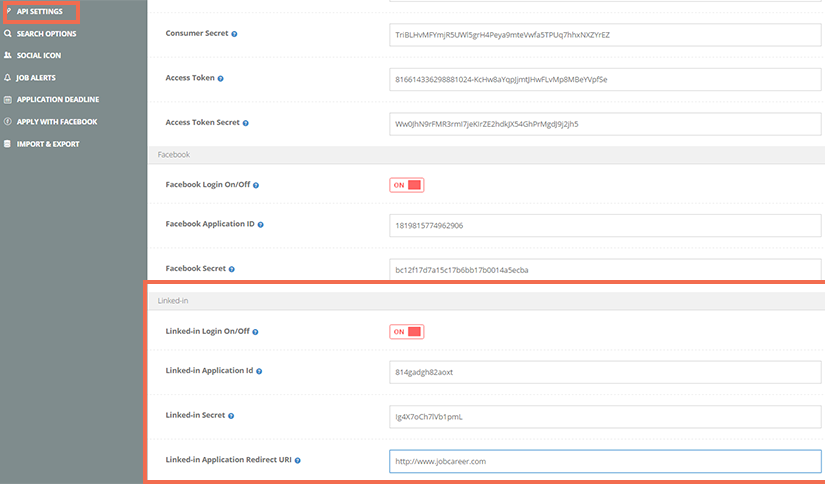 API SETTINGS
SEARCH OPTIONS
SOCIAL ICON
JOB ALERTS
APPLICATION DEADLINE
APPLY WITH FACEBOOK
IMPORT & EXPORT
Consumer Secret
TriBLHvMFYmjR5UWl5grH4Peya9mteVwfa5TPUq7hhxNXZYrEZ
Access Token
816614336298881024-KcHw8aYqpJjmtJHwFLvMp8MBeYVpfSe
Access Token Secret
Ww0JhN9rFMR3rml7jeKirZE2hdkJX54GhPrMgdJ9j2jh5
Facebook
Facebook Login On/Off
ON
Facebook Application ID
1819815774962906
Facebook Secret
bc12f17d7a15c17b6bb17b0014a5ecba
Linked-in
Linked-in Login On/Off
ON
Linked-in Application Id
814gadgh82aoxt
Linked-in Secret
Ig4X7oCh7lVb1pmL
Linked-in Application Redirect URI
http://www.jobcareer.com